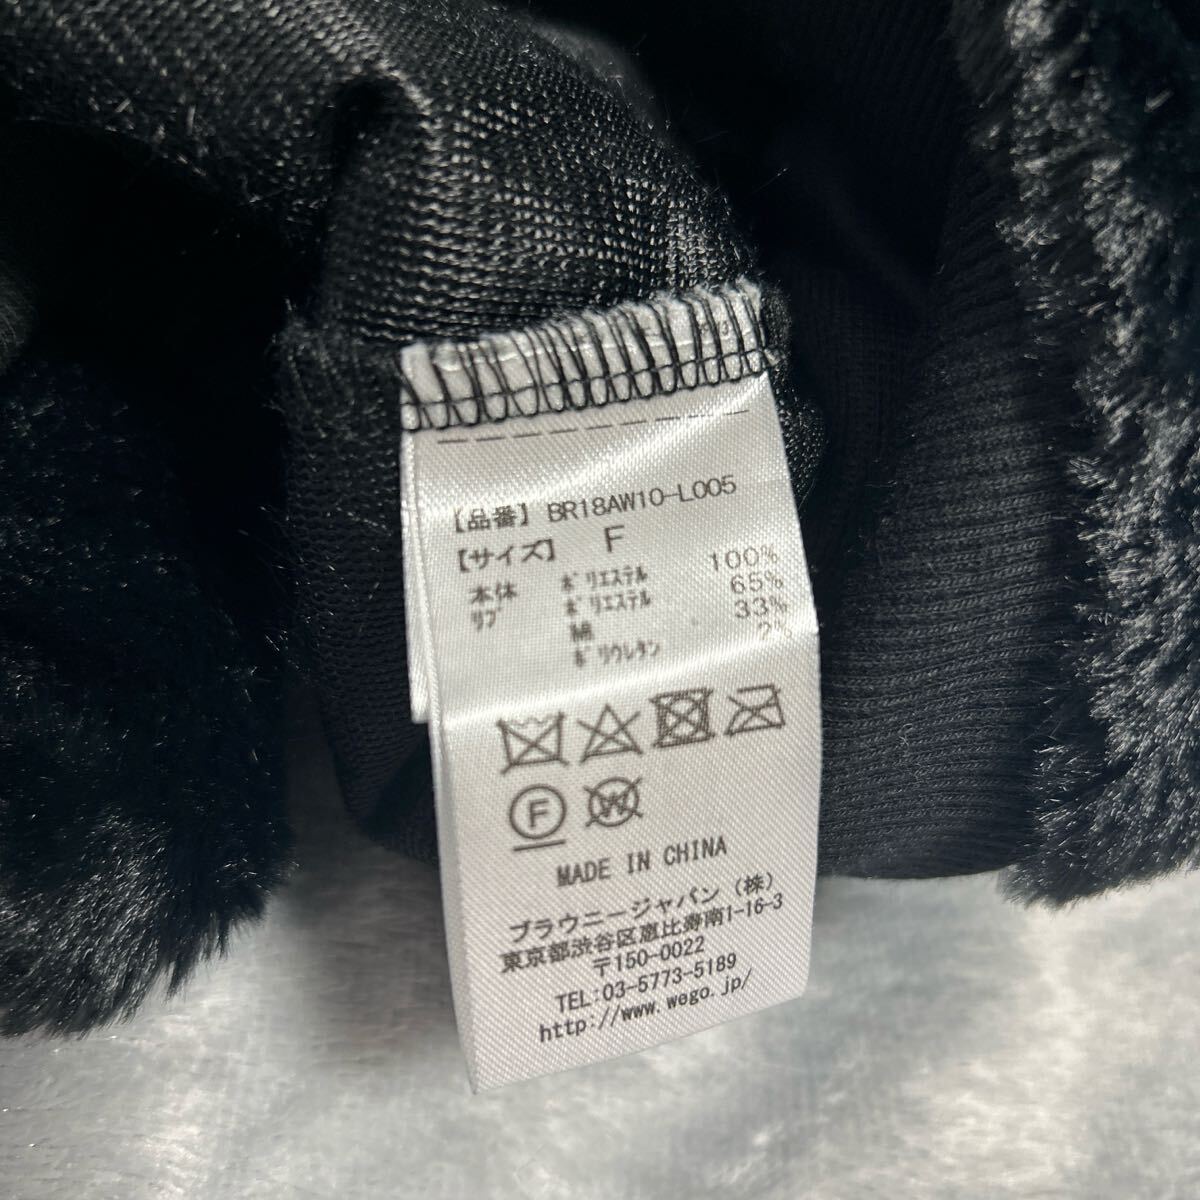 【品番】 BR18AW10-L005
【サイズ】 F
本体 ポリエステル 100%
リブ ポリエステル 65%
綿 33%
ポリウレタン 2%
F
W
MADE IN CHINA
ブラウニージャパン（株）
東京都渋谷区恵比寿南1-16-3
〒150-0022
TEL:03-5773-5189
http://www.wego.jp/